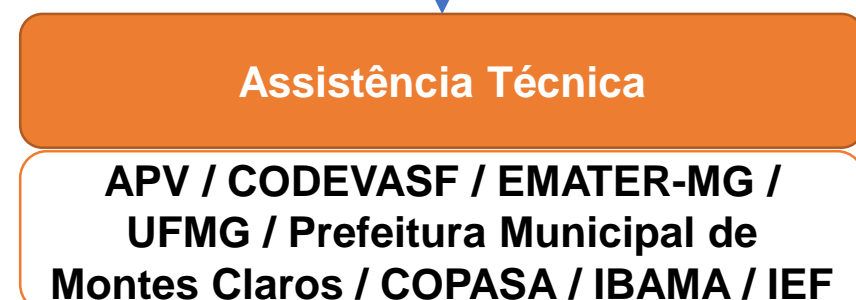 Assistência Técnica
APV / CODEVASF / EMATER-MG /
UFMG / Prefeitura Municipal de
Montes Claros / COPASA / IBAMA / IEF